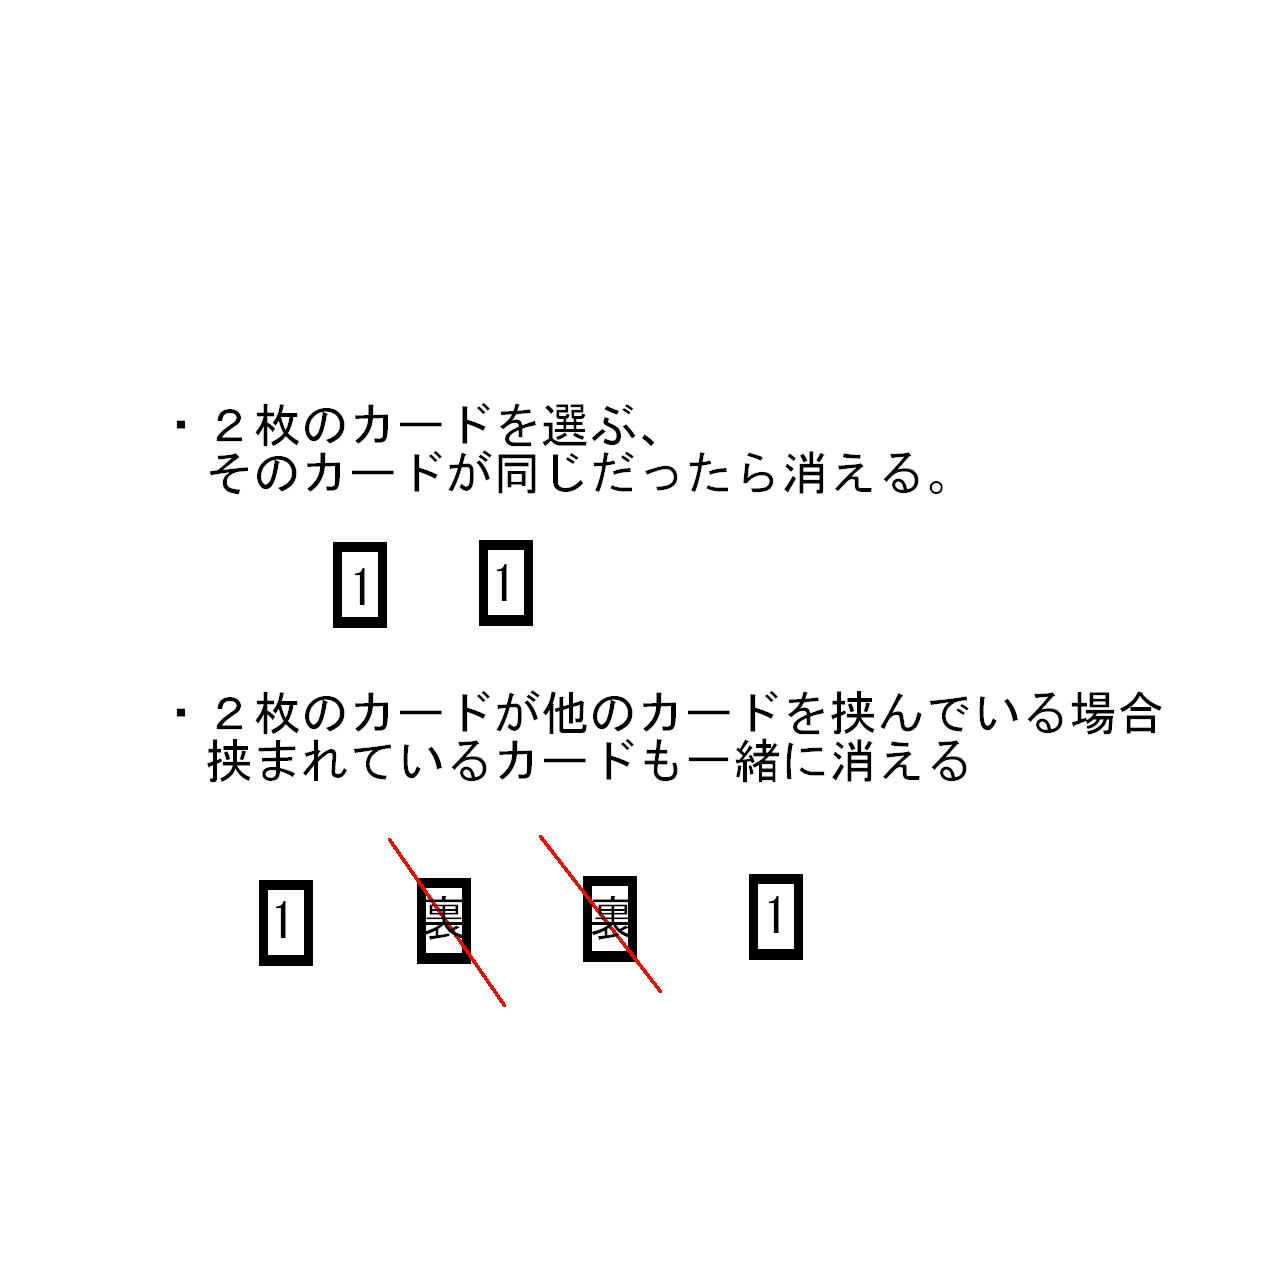 ・２枚のカードを選ぶ、
そのカードが同じだったら消える。
1 1
・２枚のカードが他のカードを挟んでいる場合
挟まれているカードも一緒に消える
1 裏 裏 1